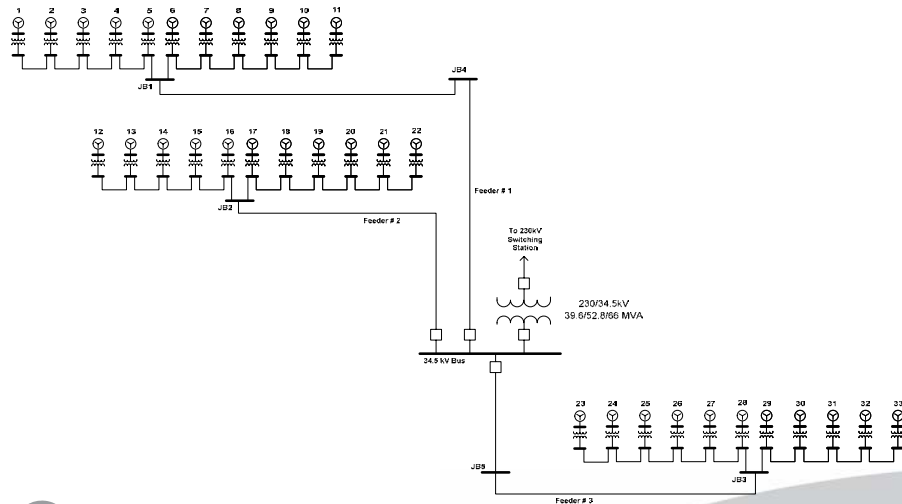 1 2 3 4 5 6 7 8 9 10 11
JB1
JB4
12 13 14 15 16 17 18 19 20 21 22
JB2
Feeder # 1
Feeder # 2
To 230kV
Switching
Station
230/34.5kV
39.6/52.8/66 MVA
34.5 kV Bus
23 24 25 26 27 28 29 30 31 32 33
JB5
JB3
Feeder # 3